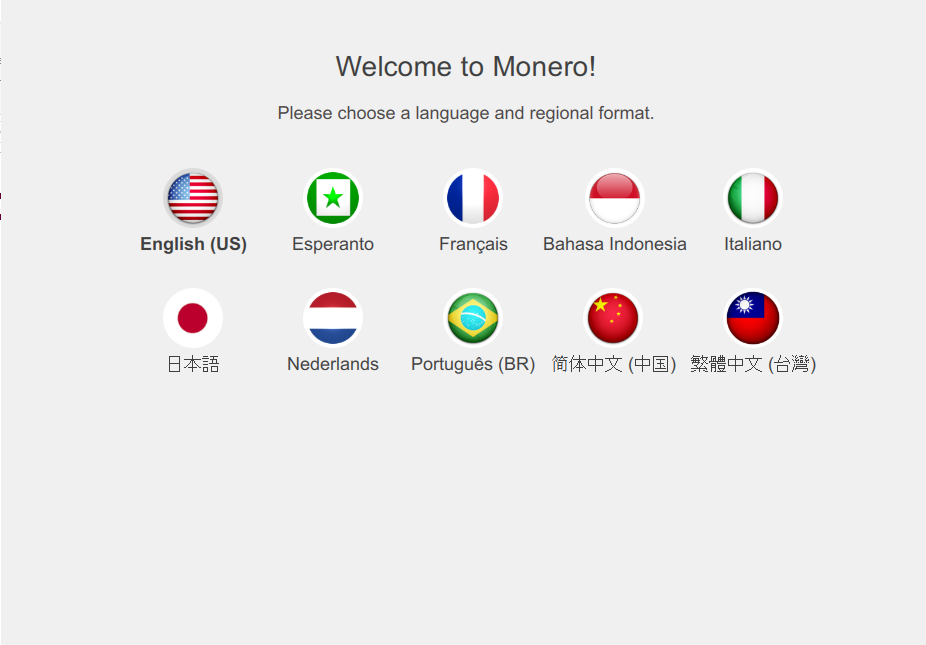 Welcome to Monero!
Please choose a language and regional format.
English (US) Esperanto Français Bahasa Indonesia Italiano
日本語 Nederlands Português (BR) 简体中文 (中国) 繁體中文 (台灣)